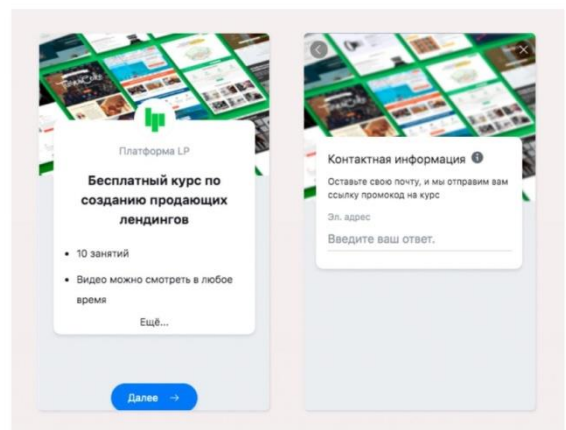 Платформа LP
Бесплатный курс по
созданию продающих
лендингов
10 занятий
Видео можно смотреть в любое
время
Ещё...
Далее →
Контактная информация
Оставьте свою почту, и мы отправим вам
ссылку промокод на курс
Эл. адрес
Введите ваш ответ.